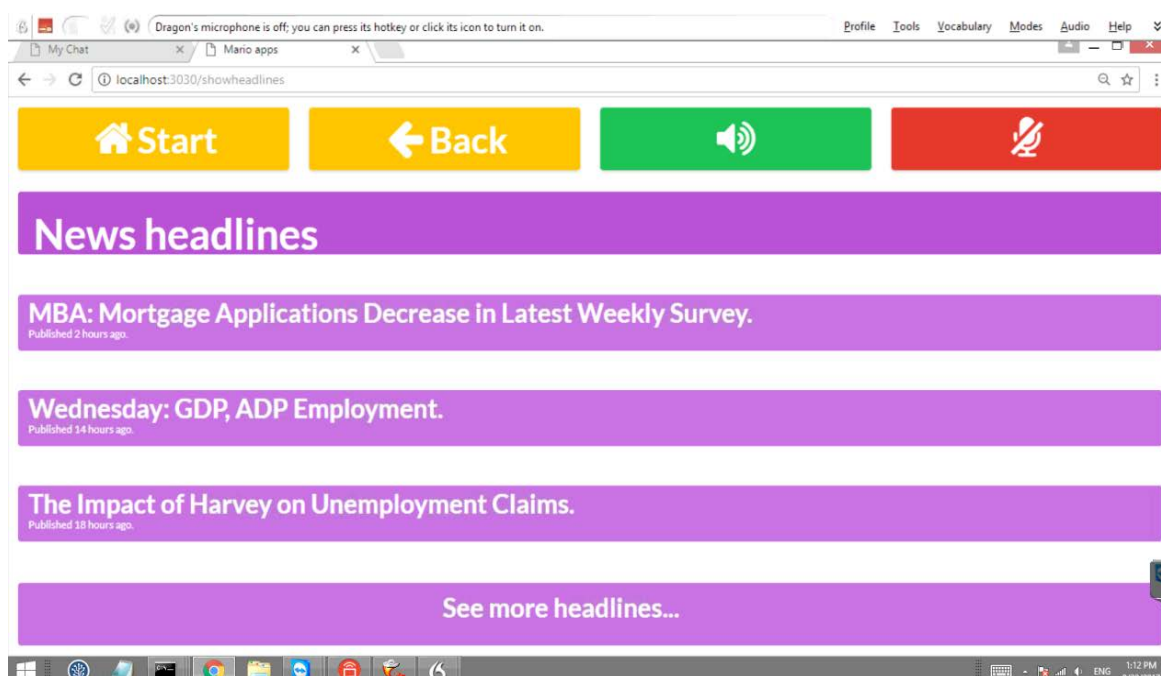 Dragon's microphone is off; you can press its hotkey or click its icon to turn it on.
Profile Tools Vocabulary Modes Audio Help
My Chat Mario apps
localhost:3030/showheadlines
Start Back
News headlines
MBA: Mortgage Applications Decrease in Latest Weekly Survey.
Published 2 hours ago.
Wednesday: GDP, ADP Employment.
Published 14 hours ago.
The Impact of Harvey on Unemployment Claims.
Published 18 hours ago.
See more headlines...
ENG 1:12 PM